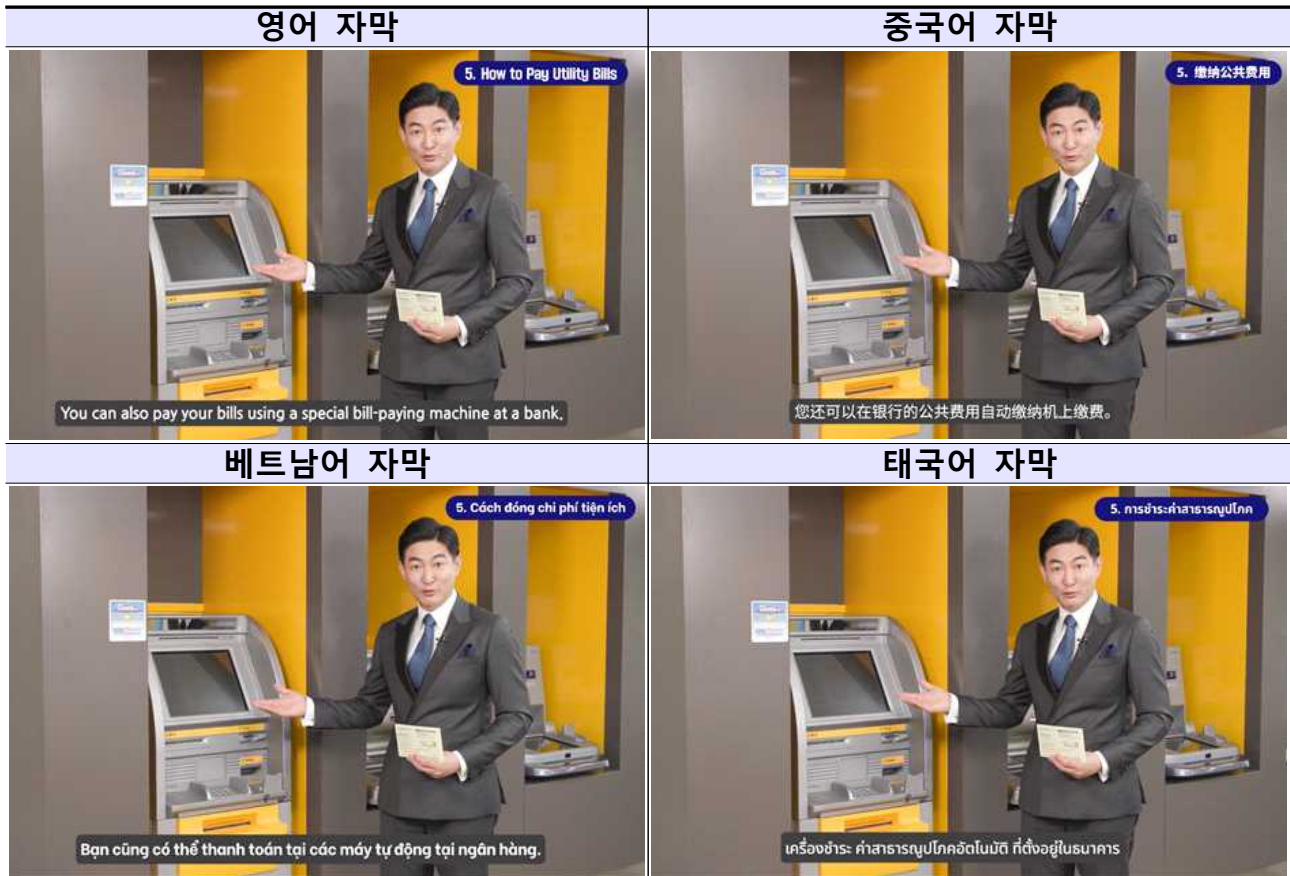 영어 자막
중국어 자막
5. How to Pay Utility Bills
5. 缴纳公共费用
You can also pay your bills using a special bill-paying machine at a bank.
您还可以在银行的公共费用自动缴纳机上缴费。
베트남어 자막
태국어 자막
5. Cách đóng chi phí tiện ích
5. การชำระค่าสาธารณูปโภค
Bạn cũng có thể thanh toán tại các máy tự động tại ngân hàng.
เครื่องชำระ ค่าสาธารณูปโภคอัตโนมัติ ที่ตั้งอยู่ในธนาคาร